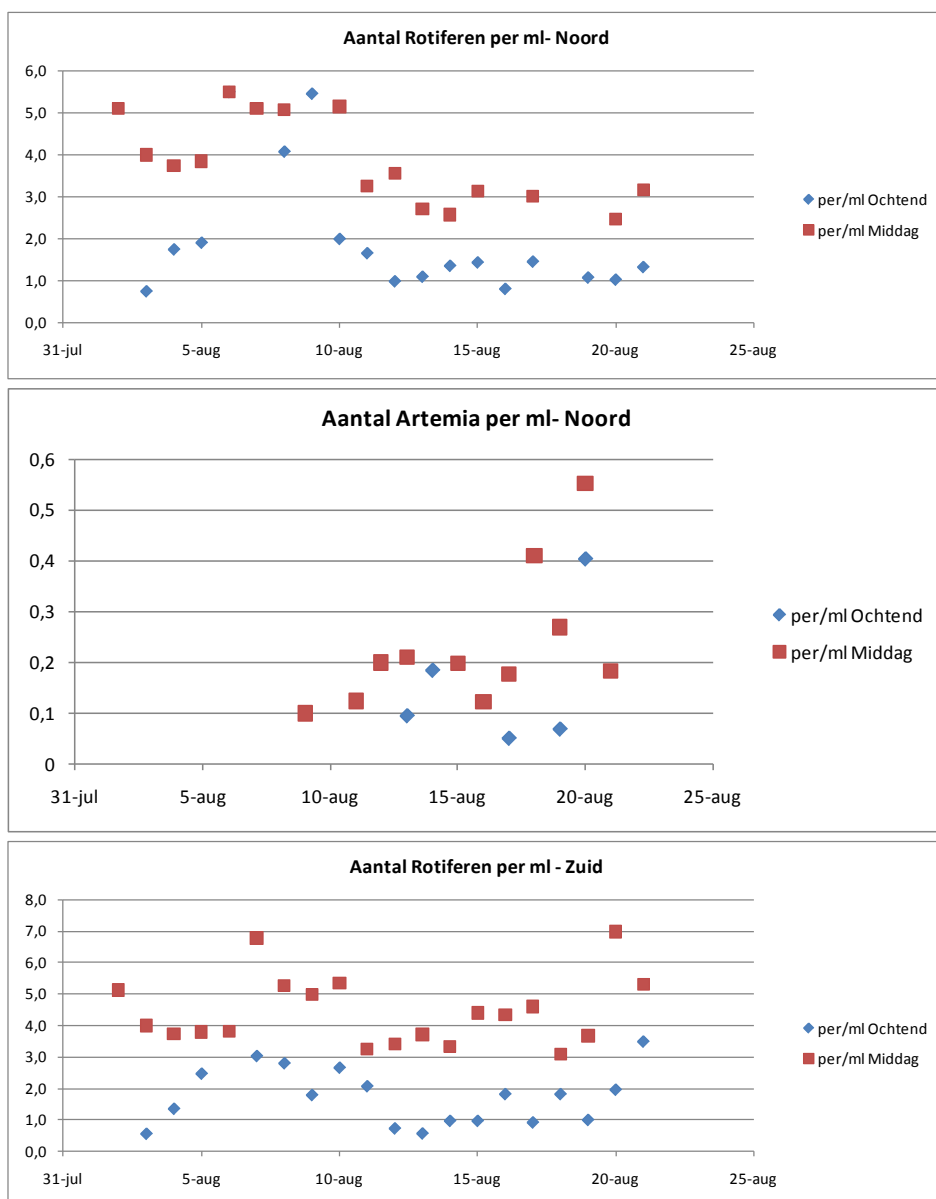 Aantal Rotiferen per ml- Noord
6,0
5,0
4,0
3,0
2,0
1,0
0,0
31-jul 5-aug 10-aug 15-aug 20-aug 25-aug
per/ml Ochtend
per/ml Middag
Aantal Artemia per ml- Noord
0,6
0,5
0,4
0,3
0,2
0,1
0
31-jul 5-aug 10-aug 15-aug 20-aug 25-aug
per/ml Ochtend
per/ml Middag
Aantal Rotiferen per ml - Zuid
8,0
7,0
6,0
5,0
4,0
3,0
2,0
1,0
0,0
31-jul 5-aug 10-aug 15-aug 20-aug 25-aug
per/ml Ochtend
per/ml Middag